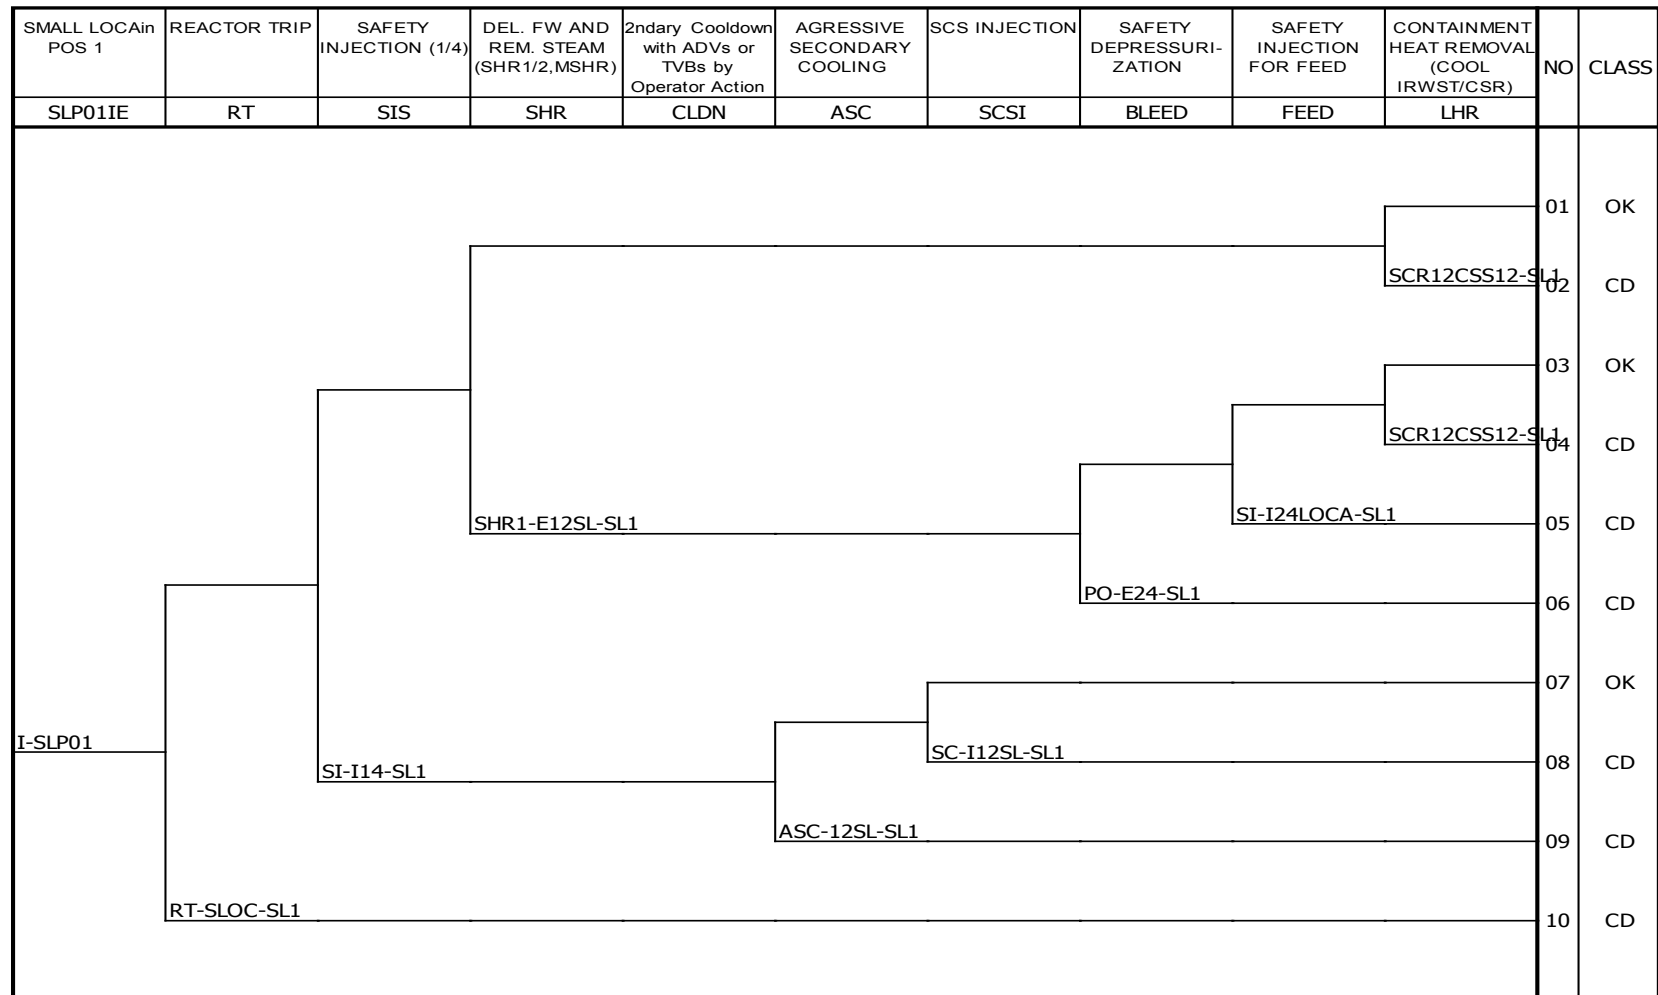 SMALL LOCAin
POS 1
REACTOR TRIP
SAFETY
INJECTION (1/4)
DEL. FW AND
REM. STEAM
(SHR1/2,MSHR)
2ndary Cooldown
with ADVs or
TVBs by
Operator Action
AGRESSIVE
SECONDARY
COOLING
SCS INJECTION
SAFETY
DEPRESSURI-
ZATION
SAFETY
INJECTION
FOR FEED
CONTAINMENT
HEAT REMOVAL
(COOL
IRWST/CSR)
NO
CLASS
SLP01IE
RT
SIS
SHR
CLDN
ASC
SCSI
BLEED
FEED
LHR
01 OK
SCR12CSS12-SL1
02 CD
03 OK
SCR12CSS12-SL1
04 CD
SHR1-E12SL-SL1
SI-I24LOCA-SL1
05 CD
PO-E24-SL1
06 CD
07 OK
I-SLP01
SC-I12SL-SL1
08 CD
SI-I14-SL1
ASC-12SL-SL1
09 CD
RT-SLOC-SL1
10 CD